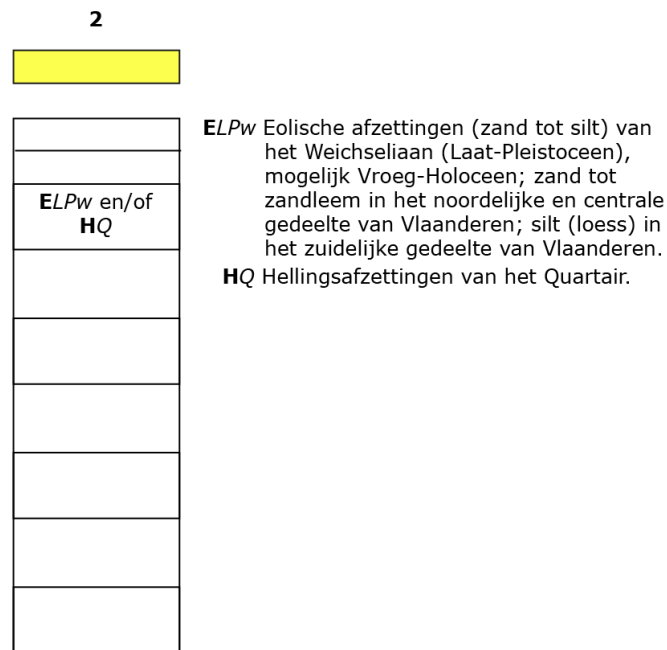 2
ELPw en/of
HQ
ELPw Eolische afzettingen (zand tot silt) van
het Weichseliaan (Laat-Pleistoceen),
mogelijk Vroeg-Holoceen; zand tot
zandleem in het noordelijke en centrale
gedeelte van Vlaanderen; silt (loess) in
het zuidelijke gedeelte van Vlaanderen.
HQ Hellingsafzettingen van het Quartair.